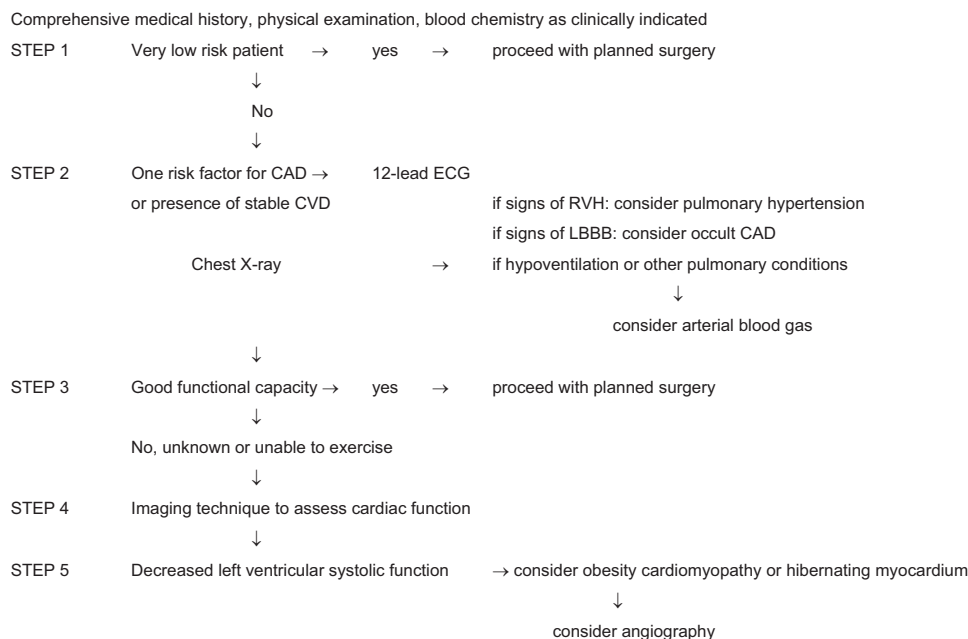 Comprehensive medical history, physical examination, blood chemistry as clinically indicated
STEP 1 Very low risk patient → yes → proceed with planned surgery
↓
No
↓
STEP 2 One risk factor for CAD → 12-lead ECG
or presence of stable CVD if signs of RVH: consider pulmonary hypertension
if signs of LBBB: consider occult CAD
Chest X-ray → if hypoventilation or other pulmonary conditions
↓
consider arterial blood gas
↓
STEP 3 Good functional capacity → yes → proceed with planned surgery
↓
No, unknown or unable to exercise
↓
STEP 4 Imaging technique to assess cardiac function
↓
STEP 5 Decreased left ventricular systolic function → consider obesity cardiomyopathy or hibernating myocardium
↓
consider angiography